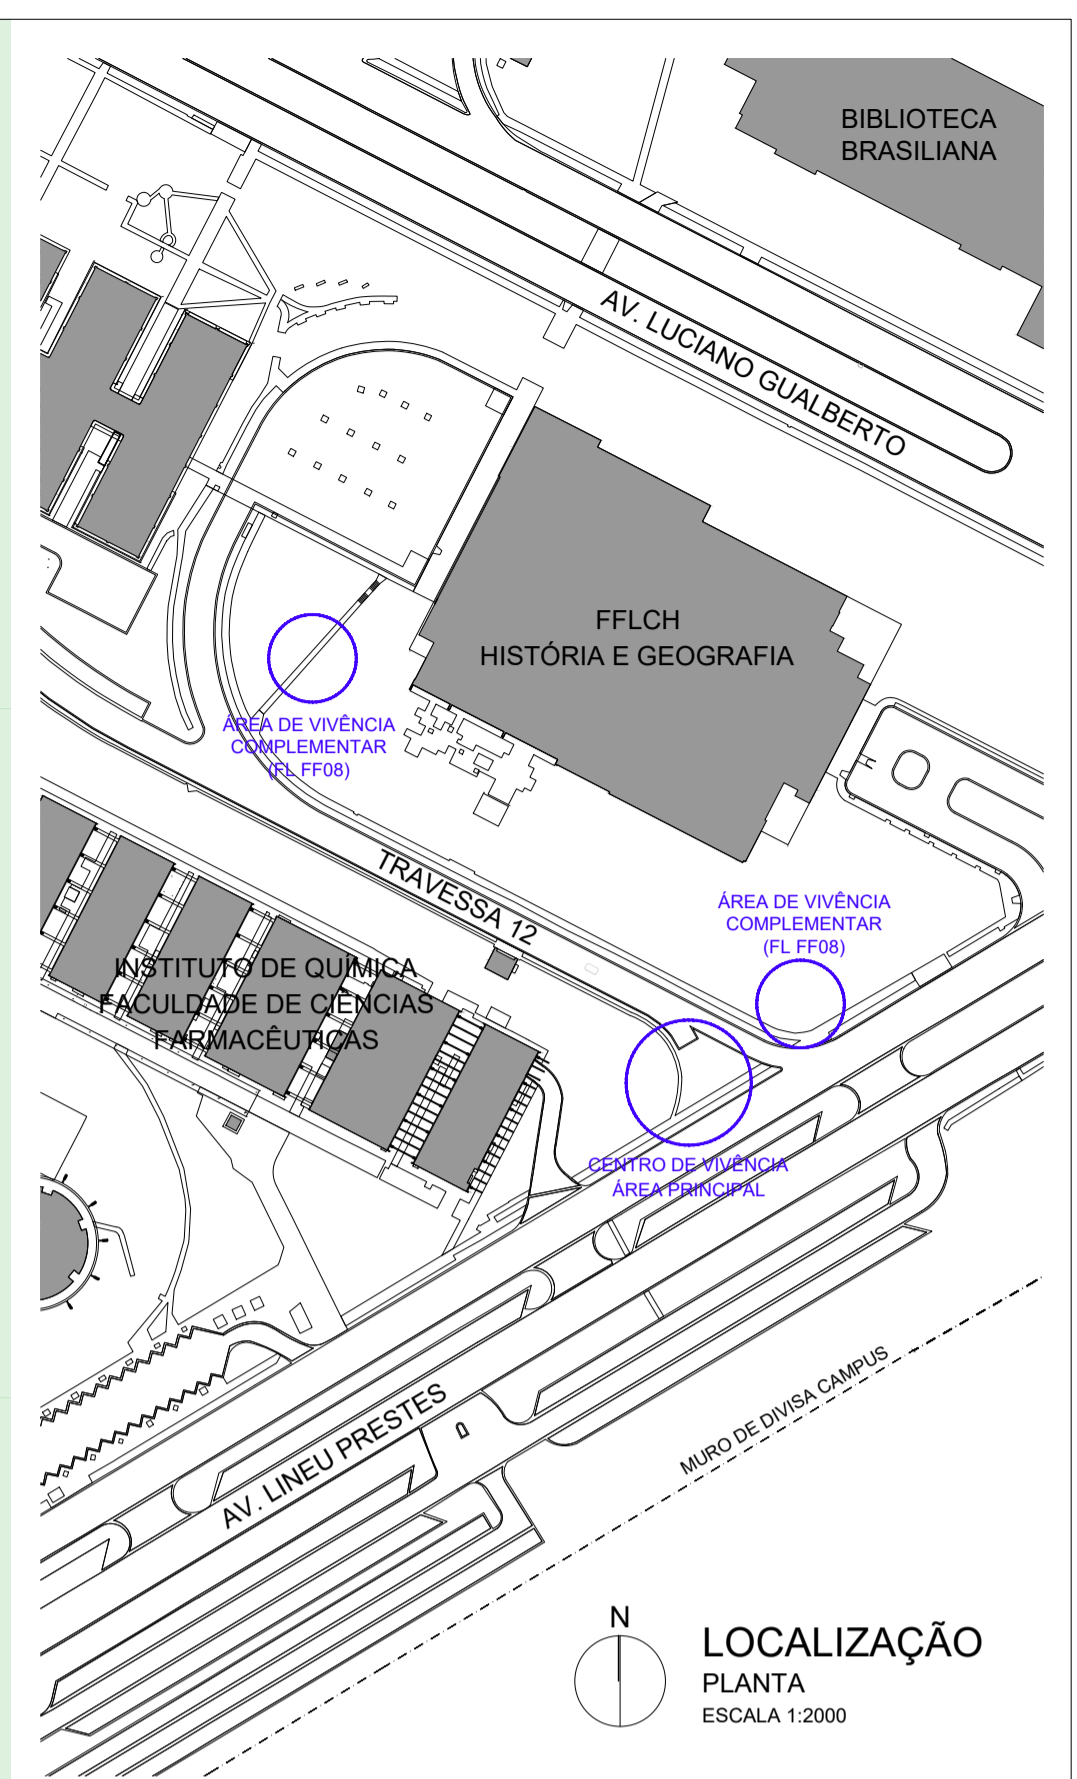 BIBLIOTECA
BRASILIANA
AV. LUCIANO GUALBERTO
FFLCH
HISTÓRIA E GEOGRAFIA
ÁREA DE VIVÊNCIA
COMPLEMENTAR
(FL FF08)
TRAVESSA 12
ÁREA DE VIVÊNCIA
COMPLEMENTAR
(FL FF08)
INSTITUTO DE QUÍMICA
FACULDADE DE CIÊNCIAS
FARMACÊUTICAS
CENTRO DE VIVÊNCIA
ÁREA PRINCIPAL
AV. LINEU PRESTES
MURO DE DIVISA CAMPUS
N
LOCALIZAÇÃO
PLANTA
ESCALA 1:2000